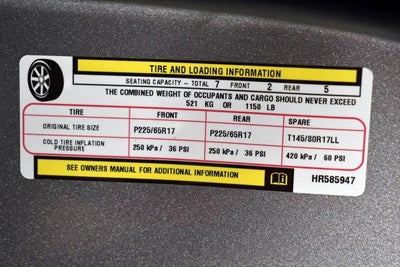 TIRE AND LOADING INFORMATION
SEATING CAPACITY - TOTAL 7 FRONT 2 REAR 5
THE COMBINED WEIGHT OF OCCUPANTS AND CARGO SHOULD NEVER EXCEED
521 KG OR 1150 LB
TIRE FRONT REAR SPARE
ORIGINAL TIRE SIZE P225/65R17 P225/65R17 T145/80R17LL
COLD TIRE INFLATION PRESSURE 250 kPa / 36 PSI 250 kPa / 36 PSI 420 kPa / 60 PSI
SEE OWNERS MANUAL FOR ADDITIONAL INFORMATION
HR585947